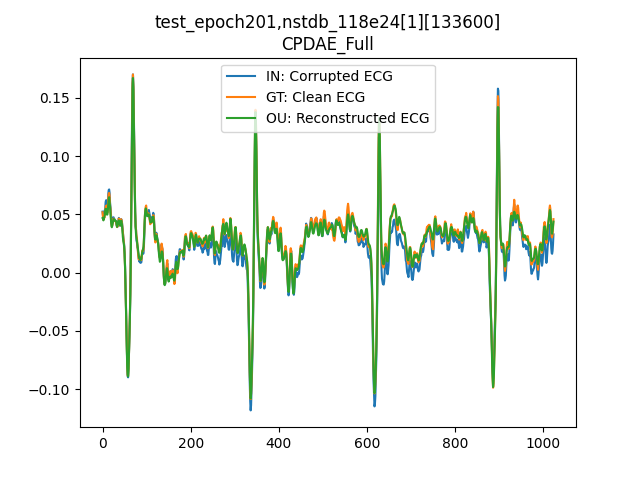 test_epoch201,nstdb_118e24[1][133600]
CPDAE_Full
IN: Corrupted ECG
GT: Clean ECG
OU: Reconstructed ECG
0.15
0.10
0.05
0.00
−0.05
−0.10
0 200 400 600 800 1000